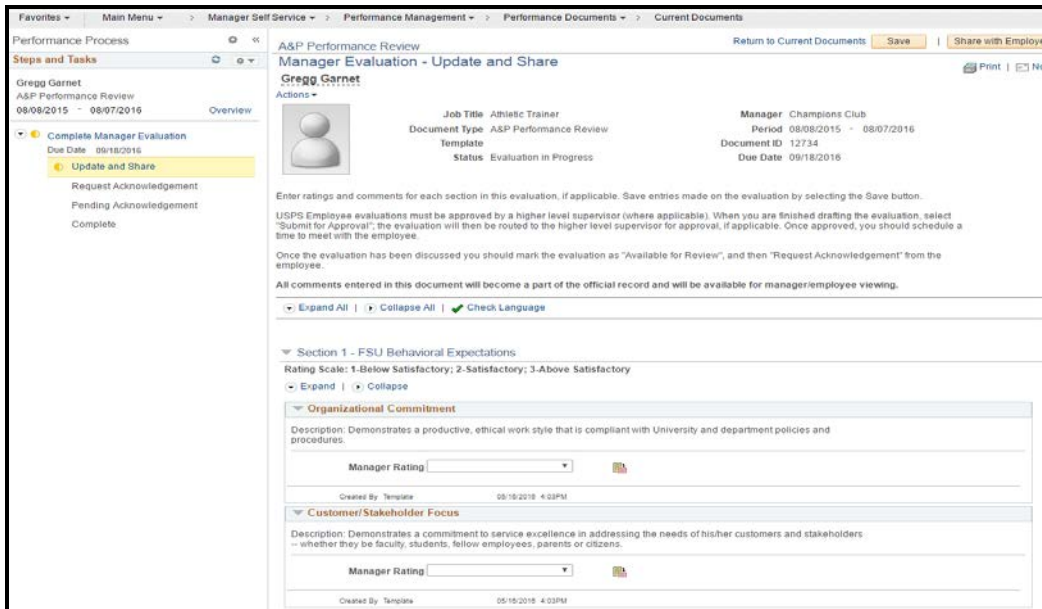 Favorites Main Menu > Manager Self Service > Performance Management > Performance Documents > Current Documents
Performance Process
Steps and Tasks
Gregg Garnet
A&P Performance Review
08/08/2015 - 08/07/2016 Overview
Complete Manager Evaluation
Due Date 09/18/2016
Update and Share
Request Acknowledgement
Pending Acknowledgement
Complete
A&P Performance Review
Return to Current Documents Save | Share with Employe
Manager Evaluation - Update and Share
Print |
Gregg Garnet
Actions
Job Title Athletic Trainer Manager Champions Club
Document Type A&P Performance Review Period 08/08/2015 - 08/07/2016
Template Document ID 12734
Status Evaluation in Progress Due Date 09/18/2016
Enter ratings and comments for each section in this evaluation, if applicable. Save entries made on the evaluation by selecting the Save button.
USPS Employee evaluations must be approved by a higher level supervisor (where applicable). When you are finished drafting the evaluation, select
"Submit for Approval"; the evaluation will then be routed to the higher level supervisor for approval, if applicable. Once approved, you should schedule a
time to meet with the employee.
Once the evaluation has been discussed you should mark the evaluation as "Available for Review", and then "Request Acknowledgement" from the
employee.
All comments entered in this document will become a part of the official record and will be available for manager/employee viewing.
Expand All | Collapse All | Check Language
Section 1 - FSU Behavioral Expectations
Rating Scale: 1-Below Satisfactory; 2-Satisfactory; 3-Above Satisfactory
Expand | Collapse
Organizational Commitment
Description: Demonstrates a productive, ethical work style that is compliant with University and department policies and
procedures.
Manager Rating
Created By Template 4:03PM
Customer/Stakeholder Focus
Description: Demonstrates a commitment to service excellence in addressing the needs of his/her customers and stakeholders
-- whether they be faculty, students, fellow employees, parents or citizens.
Manager Rating
Created By Template 4:03PM